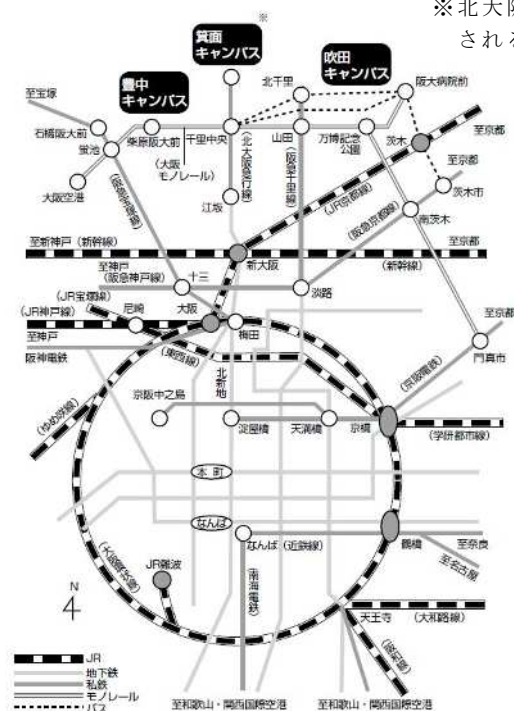 ※北大阪
される
※
箕面
キャンパス
豊中
キャンパス
吹田
キャンパス
至宝塚
石橋阪大前
蛍池
大阪空港
柴原阪大前
(大阪
モノレール)
千里中央
(北大阪急行線)
江坂
北千里
山田
(阪急千里線)
万博記念
公園
阪大病院前
茨木
至京都
(JR京都線)
至京都
茨木市
(阪急京都線)
南茨木
(阪急宝塚線)
至新神戸(新幹線)
新大阪
(新幹線)
至京都
至神戸
(阪急神戸線)
十三
淡路
(JR宝塚線)
(JR神戸線)
尼崎
大阪
梅田
至神戸
阪神電鉄
(東西線)
北新地
至京都
門真市
(京阪電鉄)
京阪中之島
淀屋橋
天満橋
京橋
(学研都市線)
(ゆめ咲線)
本町
なんば
なんば(近鉄線)
鶴橋
至奈良
至名古屋
(大阪環状線)
JR難波
(南海電鉄)
天王寺
(大和路線)
(阪和線)
N
4
JR
地下鉄
私鉄
モノレール
バス
至和歌山・関西国際空港
至和歌山・関西国際空港